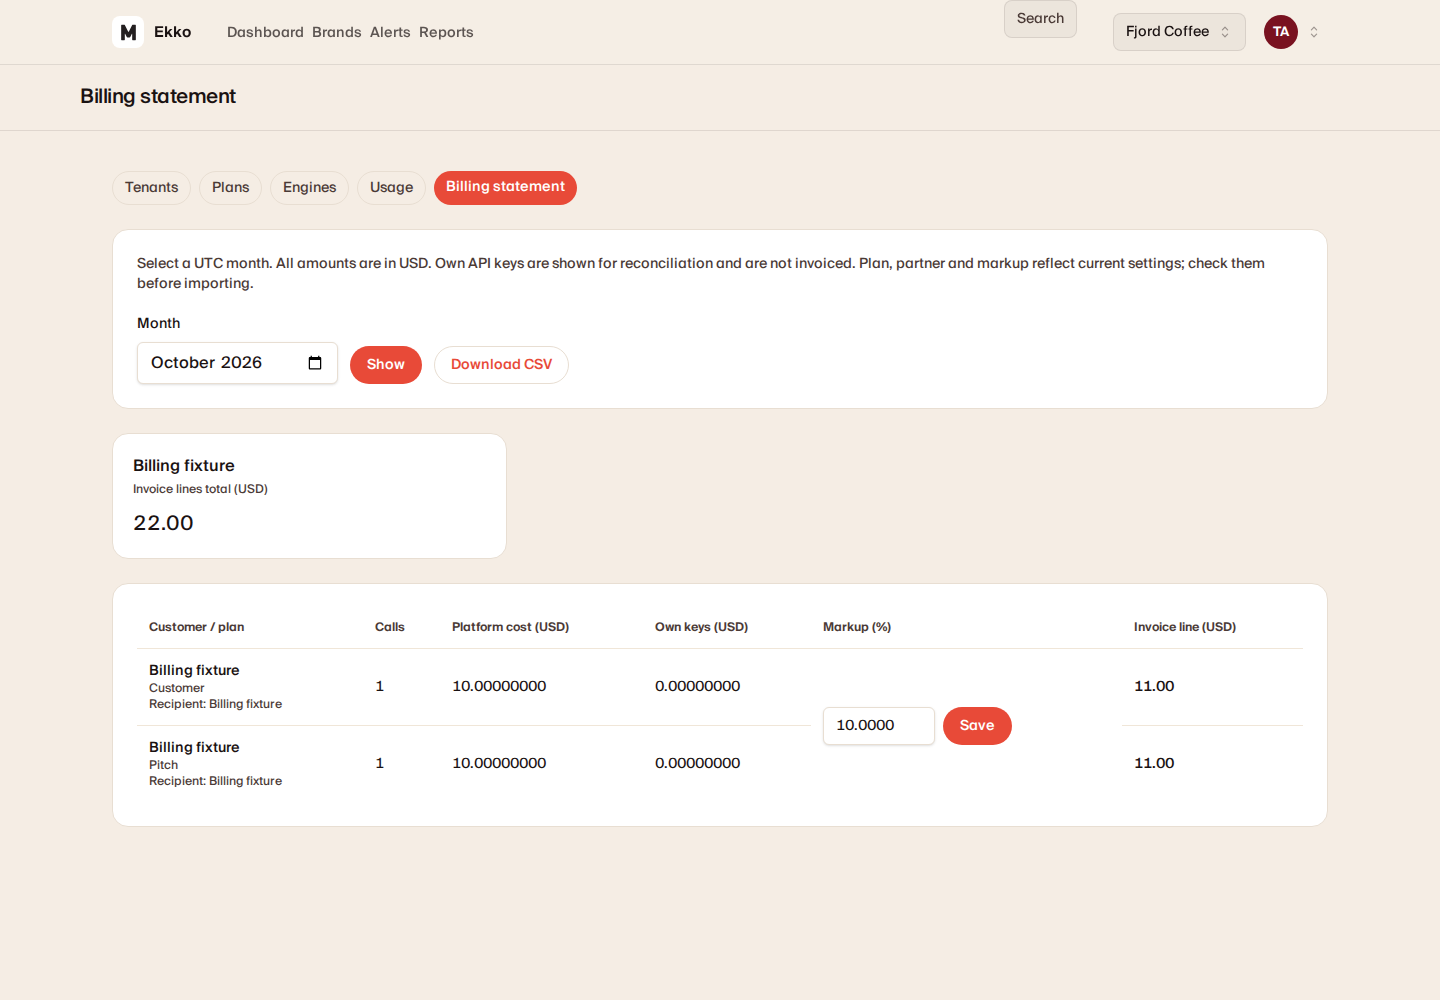 M Ekko Dashboard Brands Alerts Reports Search Fjord Coffee TA
Billing statement
Tenants Plans Engines Usage Billing statement
Select a UTC month. All amounts are in USD. Own API keys are shown for reconciliation and are not invoiced. Plan, partner and markup reflect current settings; check them
before importing.
Month
October 2026 Show Download CSV
Billing fixture
Invoice lines total (USD)
22.00
Customer / plan Calls Platform cost (USD) Own keys (USD) Markup (%) Invoice line (USD)
Billing fixture
Customer
Recipient: Billing fixture
1 10.00000000 0.00000000 11.00
10.0000 Save
Billing fixture
Pitch
Recipient: Billing fixture
1 10.00000000 0.00000000 11.00